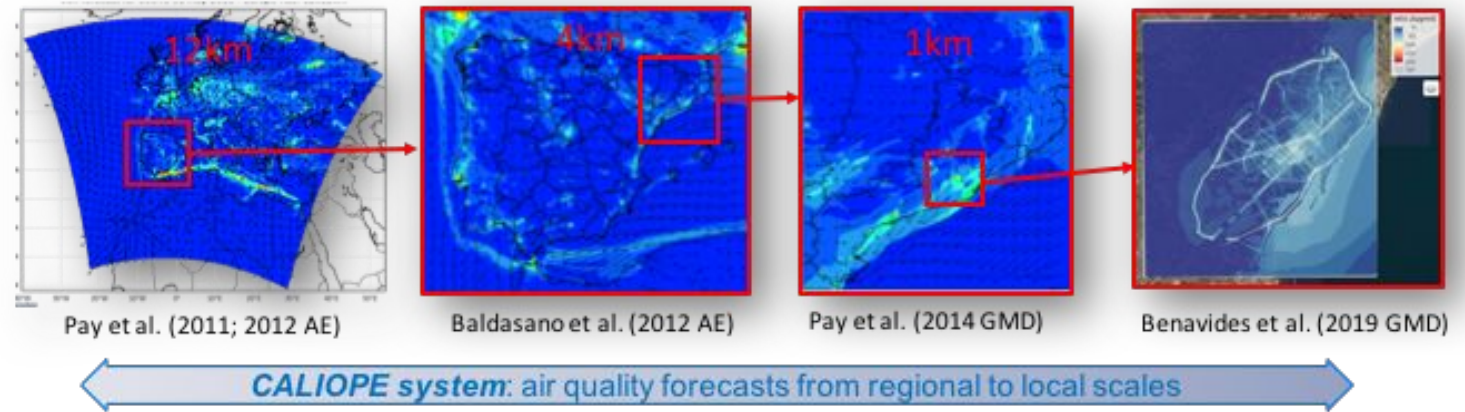 12km
4km
1km
Pay et al. (2011; 2012 AE)
Baldasano et al. (2012 AE)
Pay et al. (2014 GMD)
Benavides et al. (2019 GMD)
CALIOPE system: air quality forecasts from regional to local scales